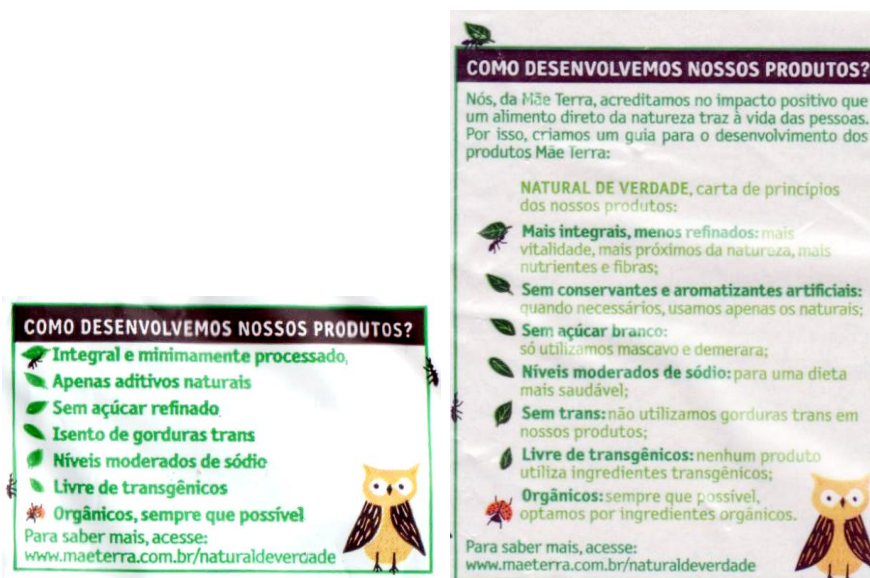 COMO DESENVOLVEMOS NOSSOS PRODUTOS?
Integral e minimamente processado,
Apenas aditivos naturais
Sem açúcar refinado
Isento de gorduras trans
Níveis moderados de sódio
Livre de transgênicos
Orgânicos, sempre que possível
Para saber mais, acesse:
www.maeterra.com.br/naturaldeverdade
COMO DESENVOLVEMOS NOSSOS PRODUTOS?
Nós, da Mãe Terra, acreditamos no impacto positivo que
um alimento direto da natureza traz à vida das pessoas.
Por isso, criamos um guia para o desenvolvimento dos
produtos Mãe Terra:
NATURAL DE VERDADE, carta de princípios
dos nossos produtos:
Mais integrais, menos refinados: mais
vitalidade, mais próximos da natureza, mais
nutrientes e fibras;
Sem conservantes e aromatizantes artificiais:
quando necessários, usamos apenas os naturais;
Sem açúcar branco:
só utilizamos mascavo e demerara;
Níveis moderados de sódio: para uma dieta
mais saudável;
Sem trans: não utilizamos gorduras trans em
nossos produtos;
Livre de transgênicos: nenhum produto
utiliza ingredientes transgênicos;
Orgânicos: sempre que possível,
optamos por ingredientes orgânicos.
Para saber mais, acesse:
www.maeterra.com.br/naturaldeverdade